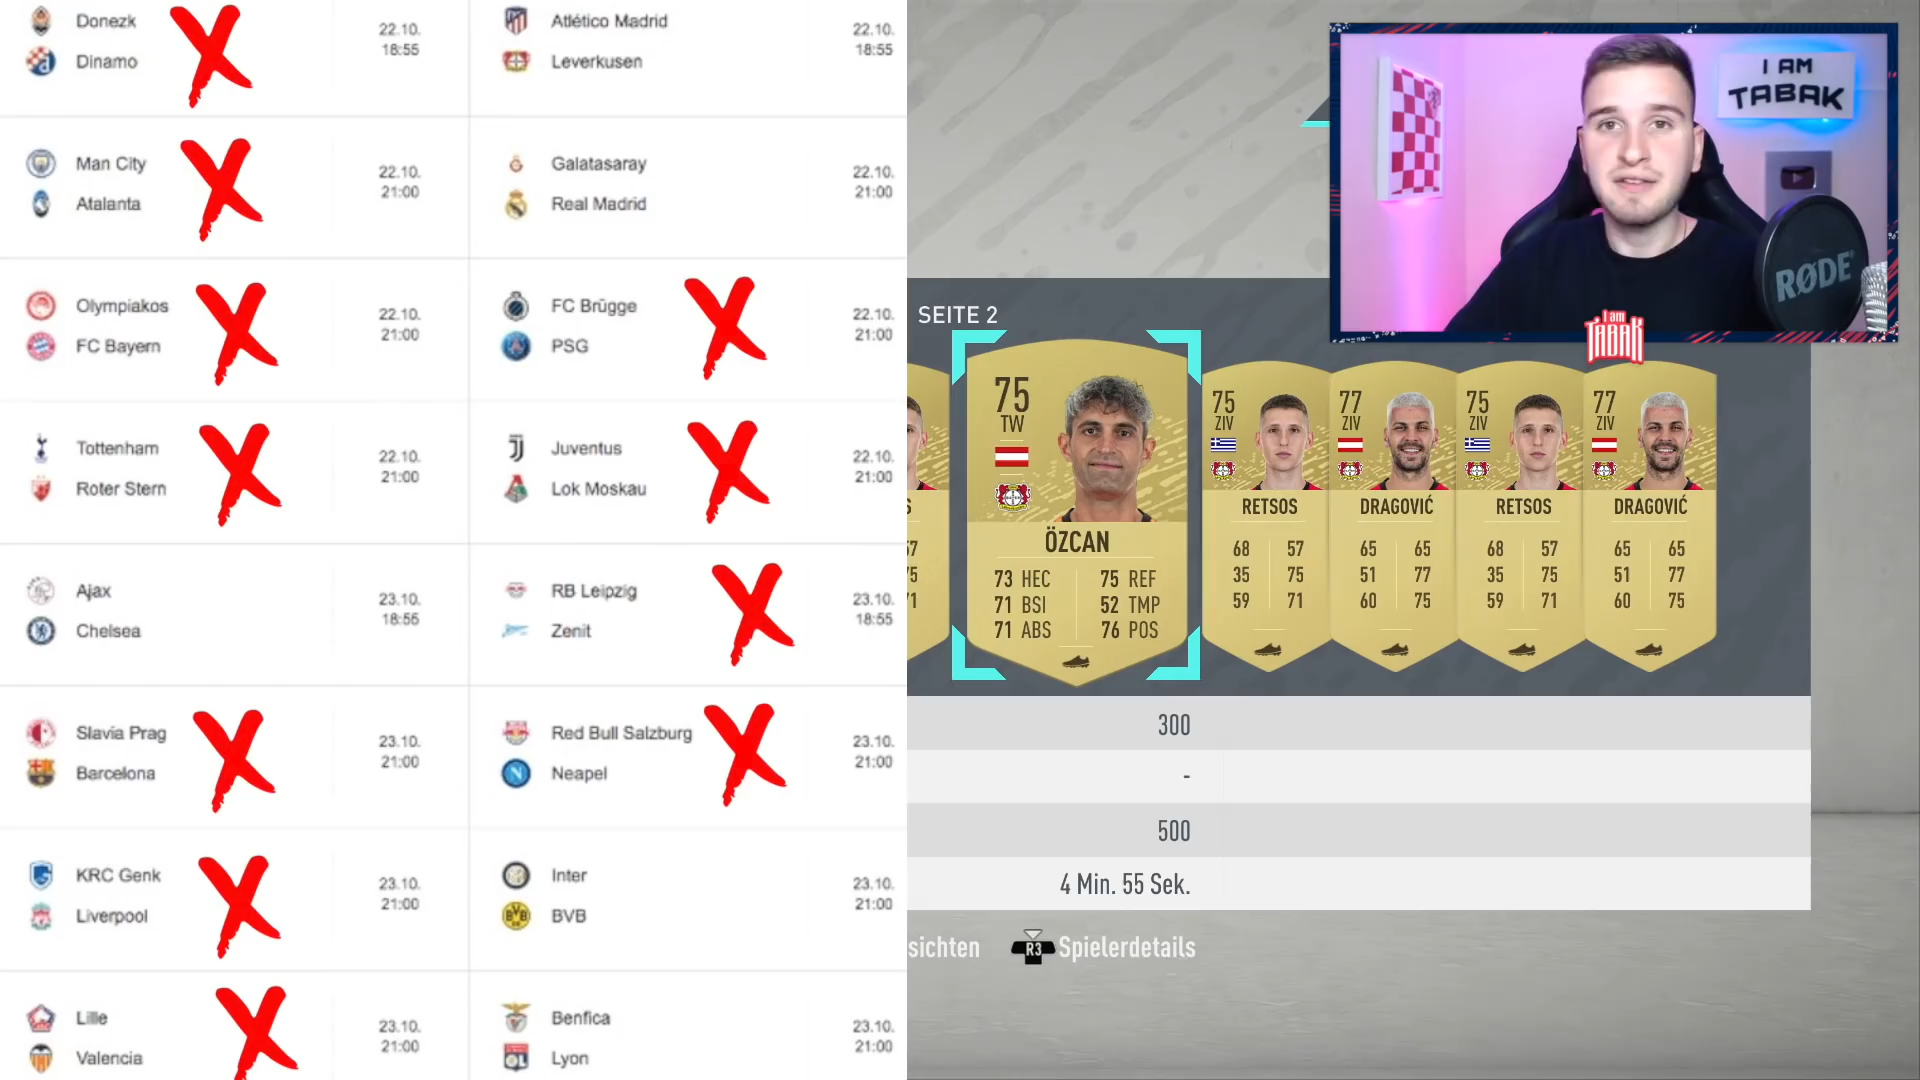 Donezk
22.10.
Dinamo
18:55
Atlético Madrid
22.10.
Leverkusen
18:55
Man City
22.10.
Atalanta
21:00
Galatasaray
22.10.
Real Madrid
21:00
Olympiakos
22.10.
FC Bayern
21:00
FC Brügge
22.10.
PSG
21:00
Tottenham
22.10.
Roter Stern
21:00
Juventus
22.10.
Lok Moskau
21:00
Ajax
23.10.
Chelsea
18:55
RB Leipzig
23.10.
Zenit
18:55
Slavia Prag
23.10.
Barcelona
21:00
Red Bull Salzburg
23.10.
Neapel
21:00
KRC Genk
23.10.
Liverpool
21:00
Inter
23.10.
BVB
21:00
Lille
23.10.
Valencia
21:00
Benfica
23.10.
Lyon
21:00
I AM
TABAK
RØDE
I am
TABAK
SEITE 2
S
57
75
71
75
TW
ÖZCAN
73 HEC 75 REF
71 BSI 52 TMP
71 ABS 76 POS
75
ZIV
RETSOS
68 57
35 75
59 71
77
ZIV
DRAGOVIĆ
65 65
51 77
60 75
75
ZIV
RETSOS
68 57
35 75
59 71
77
ZIV
DRAGOVIĆ
65 65
51 77
60 75
300
-
500
4 Min. 55 Sek.
sichten R3 Spielerdetails